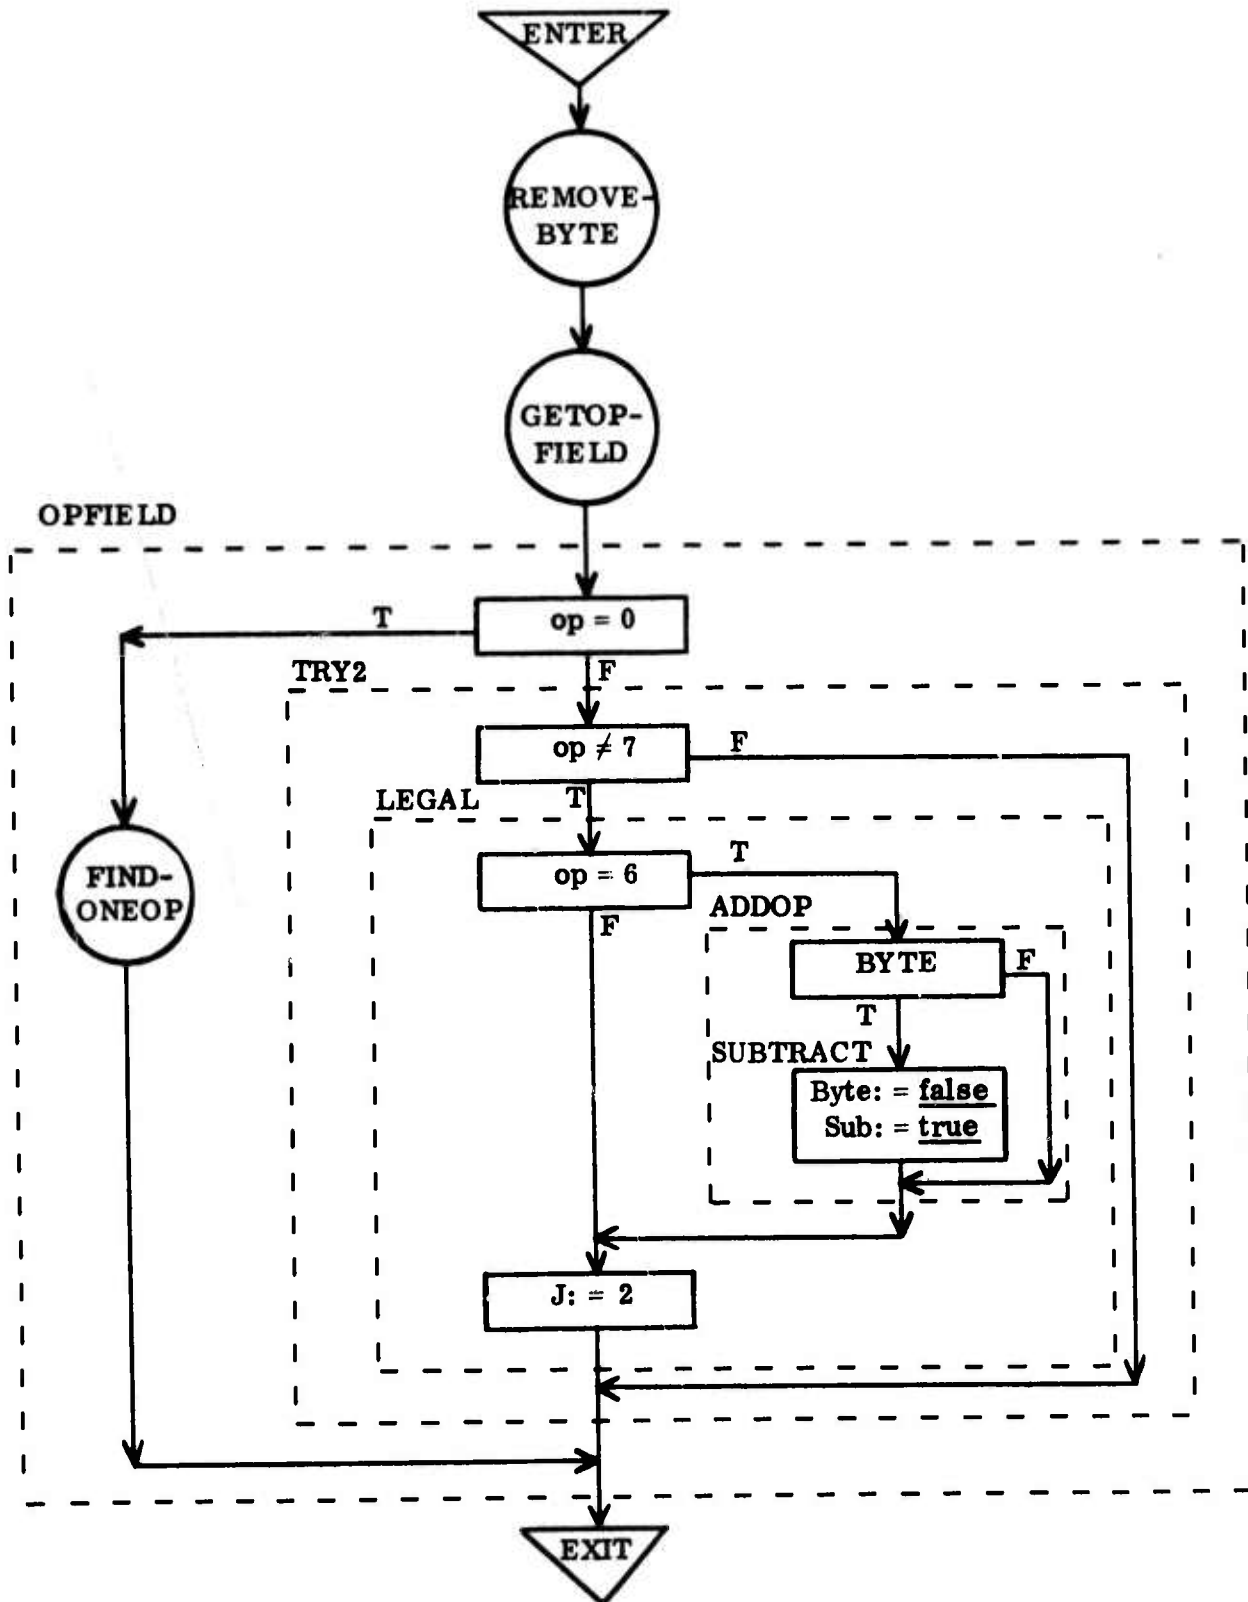 ENTER
REMOVE-
BYTE
GETOP-
FIELD
OPFIELD
op = 0
T
F
TRY2
op ≠ 7
F
T
LEGAL
op = 6
T
F
FIND-
ONEOP
ADDOP
BYTE
F
T
SUBTRACT
Byte: = false
Sub: = true
J: = 2
EXIT